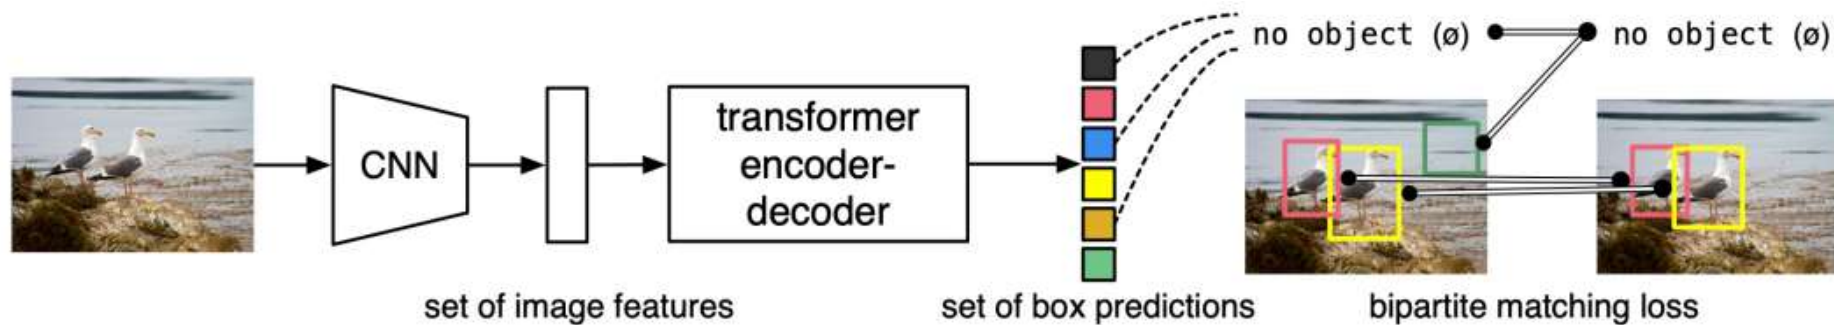 no object (ø)
no object (ø)
CNN
transformer
encoder-
decoder
set of image features
set of box predictions
bipartite matching loss